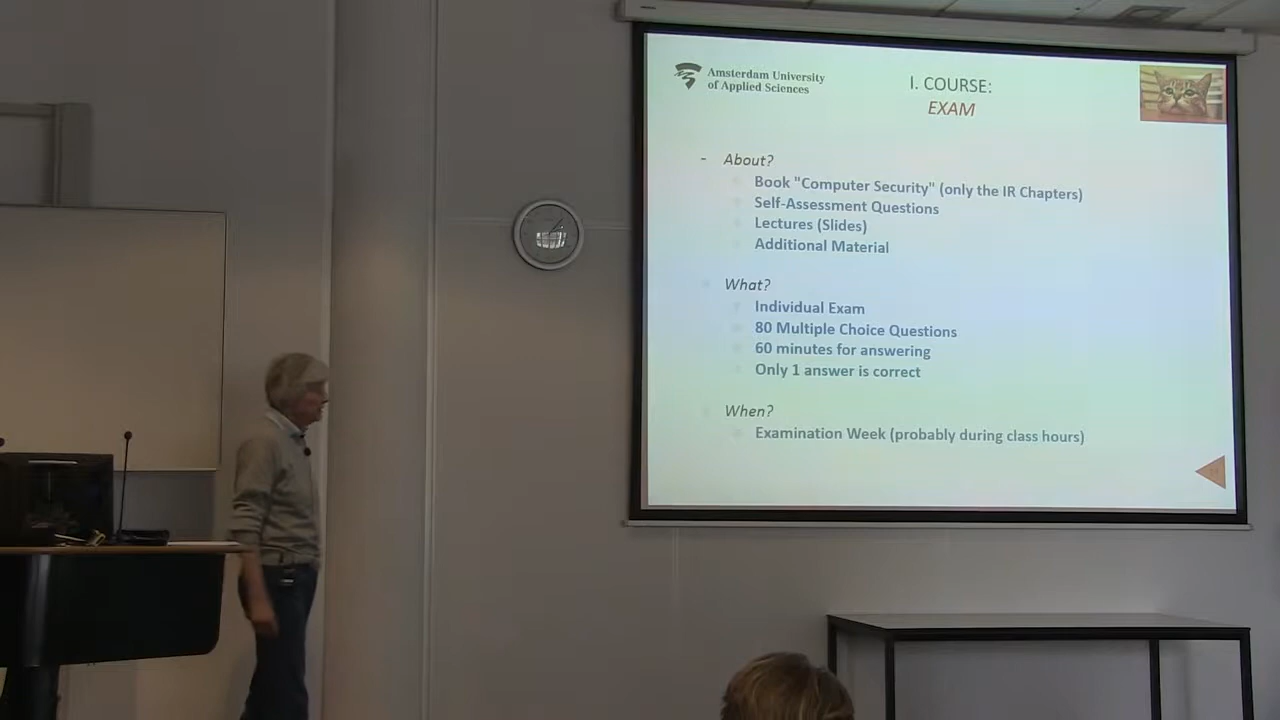 Amsterdam University
of Applied Sciences
I. COURSE:
EXAM
- About?
Book "Computer Security" (only the IR Chapters)
Self-Assessment Questions
Lectures (Slides)
Additional Material
What?
Individual Exam
80 Multiple Choice Questions
60 minutes for answering
Only 1 answer is correct
When?
Examination Week (probably during class hours)